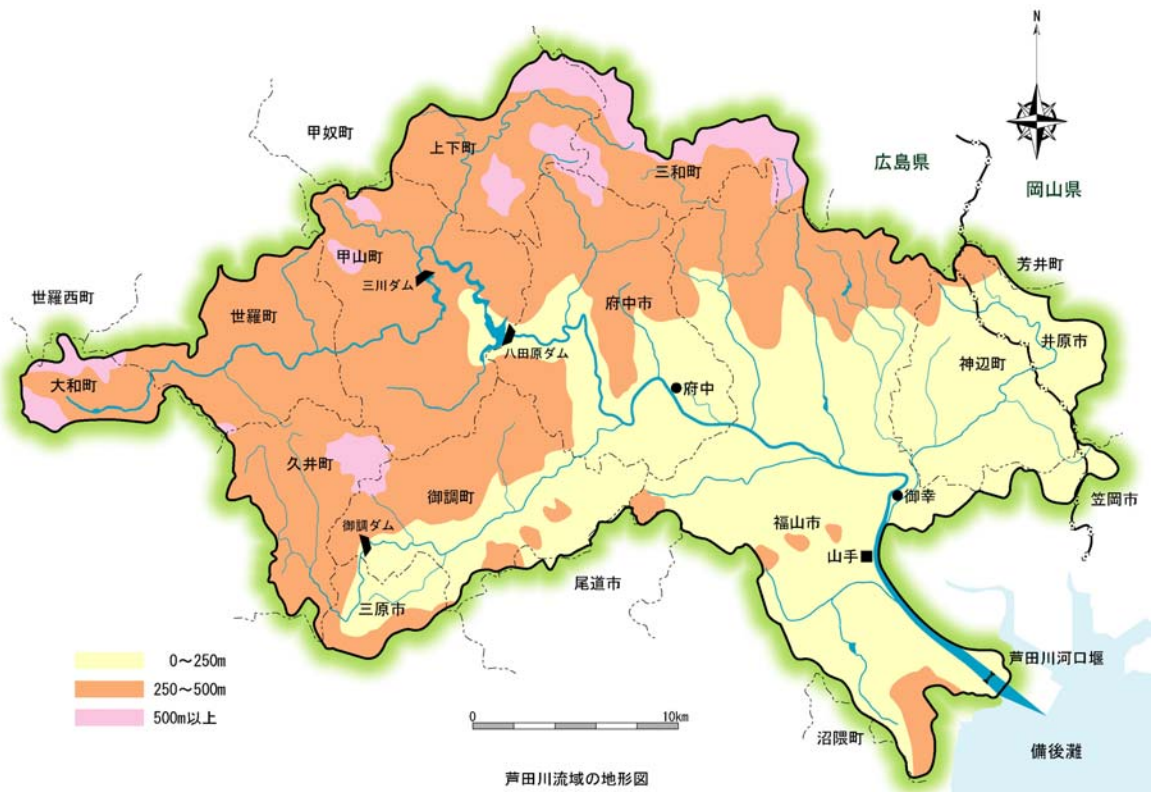 N
甲奴町
上下町
三和町
広島県
岡山県
甲山町
三川ダム
芳井町
世羅西町
世羅町
府中市
八田原ダム
井原市
神辺町
大和町
府中
久井町
御調町
御幸
笠岡市
御調ダム
福山市
山手
尾道市
三原市
0～250m
250～500m
500m以上
芦田川河口堰
0
10km
沼隈町
備後灘
芦田川流域の地形図